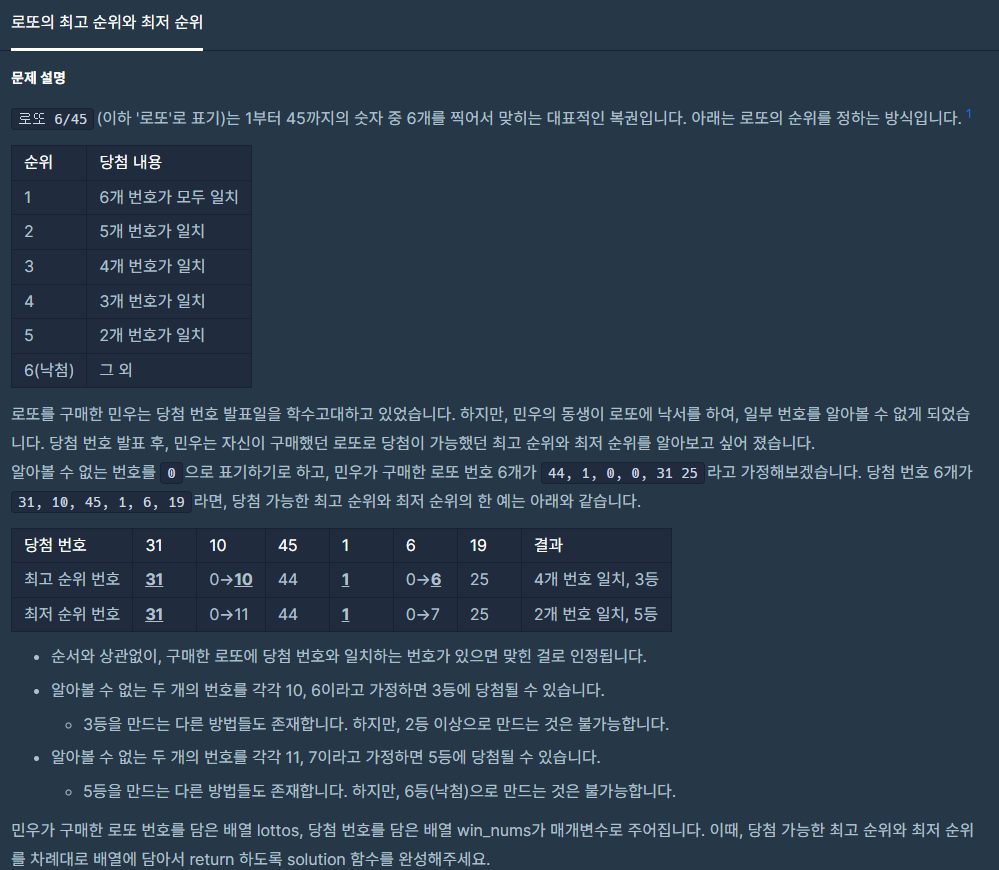 로또의 최고 순위와 최저 순위
문제 설명
로또 6/45 (이하 '로또'로 표기)는 1부터 45까지의 숫자 중 6개를 찍어서 맞히는 대표적인 복권입니다. 아래는 로또의 순위를 정하는 방식입니다. 1
순위 당첨 내용
1 6개 번호가 모두 일치
2 5개 번호가 일치
3 4개 번호가 일치
4 3개 번호가 일치
5 2개 번호가 일치
6(낙첨) 그 외
로또를 구매한 민우는 당첨 번호 발표일을 학수고대하고 있었습니다. 하지만, 민우의 동생이 로또에 낙서를 하여, 일부 번호를 알아볼 수 없게 되었습
니다. 당첨 번호 발표 후, 민우는 자신이 구매했던 로또로 당첨이 가능했던 최고 순위와 최저 순위를 알아보고 싶어 졌습니다.
알아볼 수 없는 번호를 0 으로 표기하기로 하고, 민우가 구매한 로또 번호 6개가 44, 1, 0, 0, 31 25 라고 가정해보겠습니다. 당첨 번호 6개가
31, 10, 45, 1, 6, 19 라면, 당첨 가능한 최고 순위와 최저 순위의 한 예는 아래와 같습니다.
당첨 번호 31 10 45 1 6 19 결과
최고 순위 번호 31 0→10 44 1 0→6 25 4개 번호 일치, 3등
최저 순위 번호 31 0→11 44 1 0→7 25 2개 번호 일치, 5등
• 순서와 상관없이, 구매한 로또에 당첨 번호와 일치하는 번호가 있으면 맞힌 걸로 인정됩니다.
• 알아볼 수 없는 두 개의 번호를 각각 10, 6이라고 가정하면 3등에 당첨될 수 있습니다.
◦ 3등을 만드는 다른 방법들도 존재합니다. 하지만, 2등 이상으로 만드는 것은 불가능합니다.
• 알아볼 수 없는 두 개의 번호를 각각 11, 7이라고 가정하면 5등에 당첨될 수 있습니다.
◦ 5등을 만드는 다른 방법들도 존재합니다. 하지만, 6등(낙첨)으로 만드는 것은 불가능합니다.
민우가 구매한 로또 번호를 담은 배열 lottos, 당첨 번호를 담은 배열 win_nums가 매개변수로 주어집니다. 이때, 당첨 가능한 최고 순위와 최저 순위
를 차례대로 배열에 담아서 return 하도록 solution 함수를 완성해주세요.